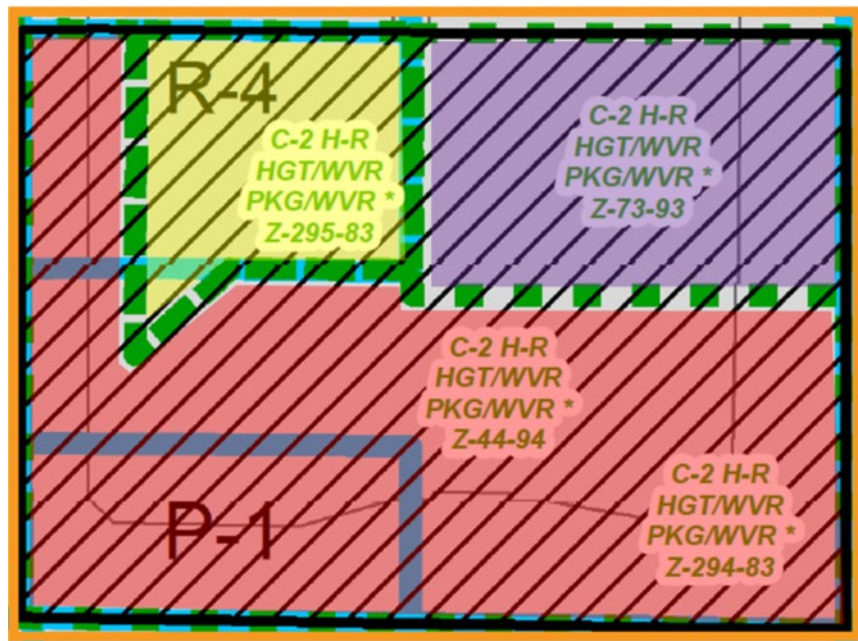 R-4
C-2 H-R
HGT/WVR
PKG/WVR *
Z-295-83
C-2 H-R
HGT/WVR
PKG/WVR *
Z-73-93
C-2 H-R
HGT/WVR
PKG/WVR *
Z-44-94
P-1
C-2 H-R
HGT/WVR
PKG/WVR *
Z-294-83